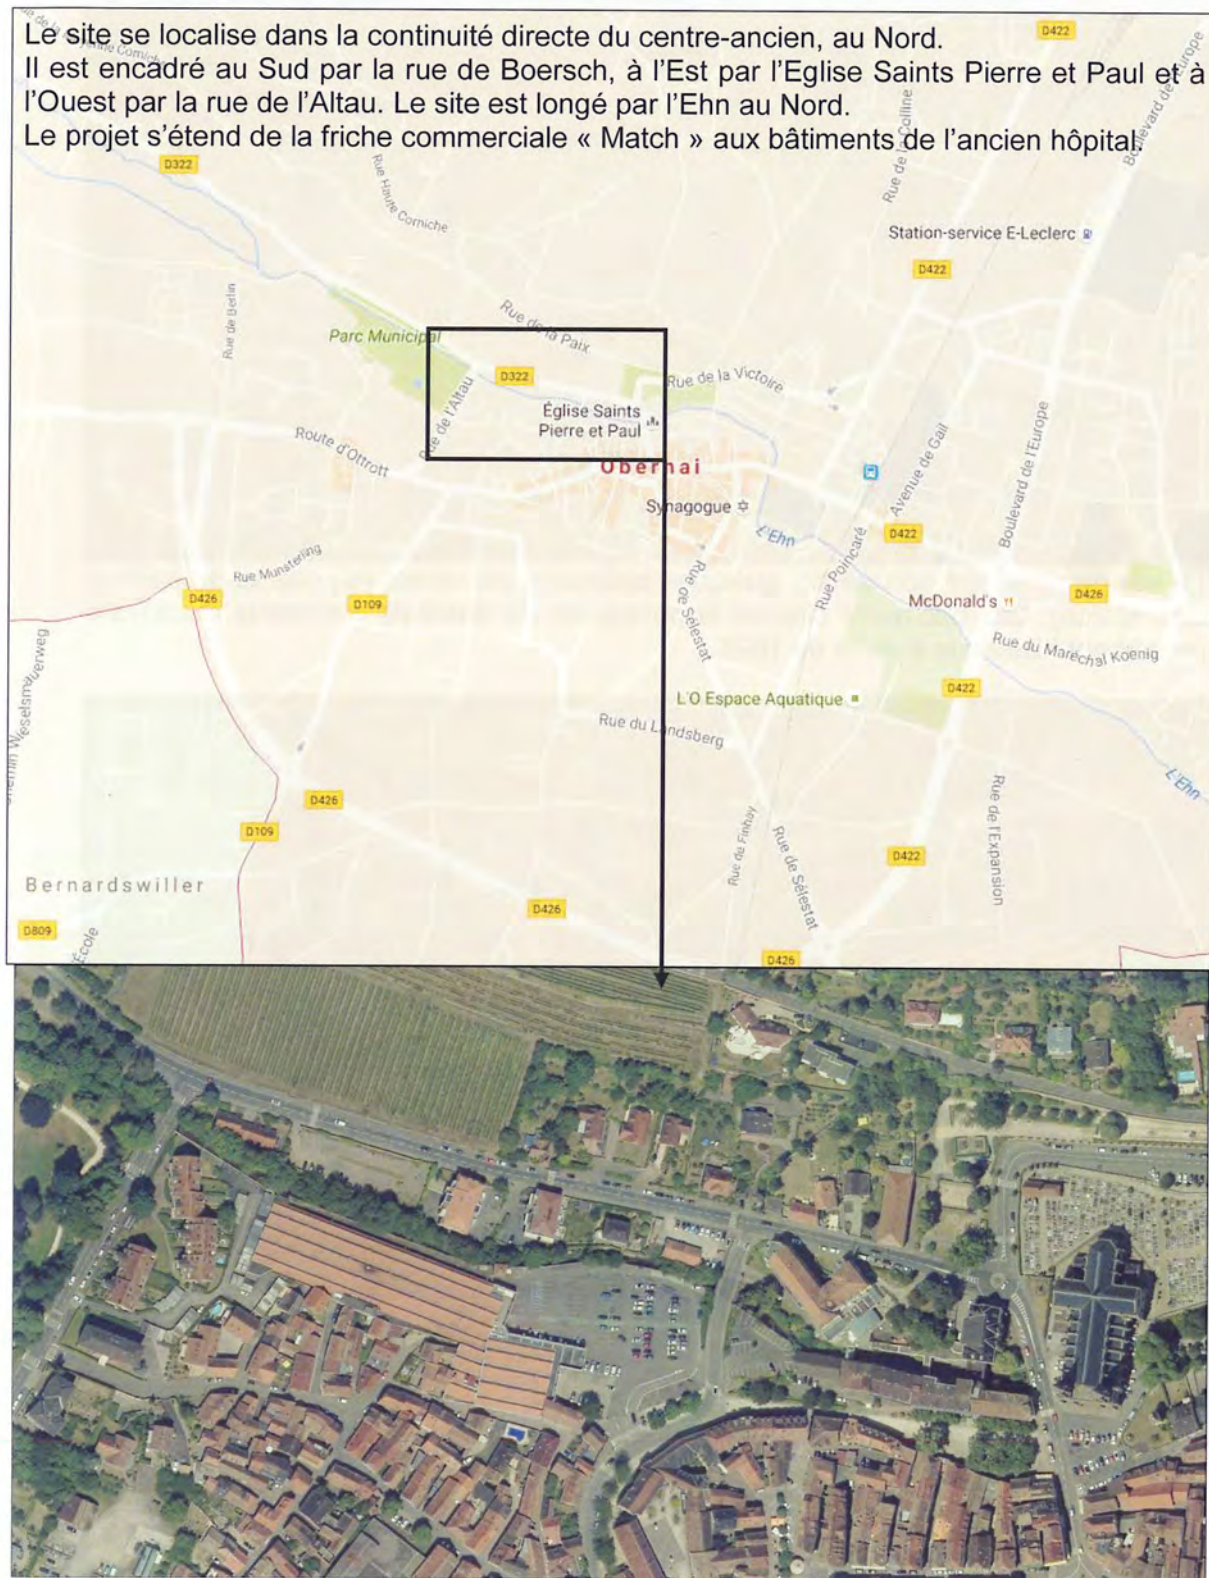 Le site se localise dans la continuité directe du centre-ancien, au Nord.
Il est encadré au Sud par la rue de Boersch, à l'Est par l'Eglise Saints Pierre et Paul et à
l'Ouest par la rue de l'Altau. Le site est longé par l'Ehn au Nord.
Le projet s'étend de la friche commerciale « Match » aux bâtiments de l'ancien hôpital.
D422
Boulevard de l'Europe
Rue de la Colline
D322
Rue Haute Corniche
Station-service E-Leclerc
D422
Rue de Berlin
Rue de la Paix
Parc Municipal
D322
Rue de la Victoire
Rue de l'Altau
Église Saints
Pierre et Paul
Route d'Ottrott
Obernai
Avenue de Gail
Boulevard de l'Europe
Synagogue
L'Ehn
D422
Rue Munsterling
Rue Poincaré
D426
D109
Rue de Sélestat
McDonald's
D426
Rue du Maréchal Koenig
Chemin Wieselsmauerweg
D422
L'O Espace Aquatique
Rue du Landsberg
L'Ehn
D426
D109
Rue de Finhay
Rue de Sélestat
D422
Rue de l'Expansion
Bernardswiller
D426
D809
l'École
D426